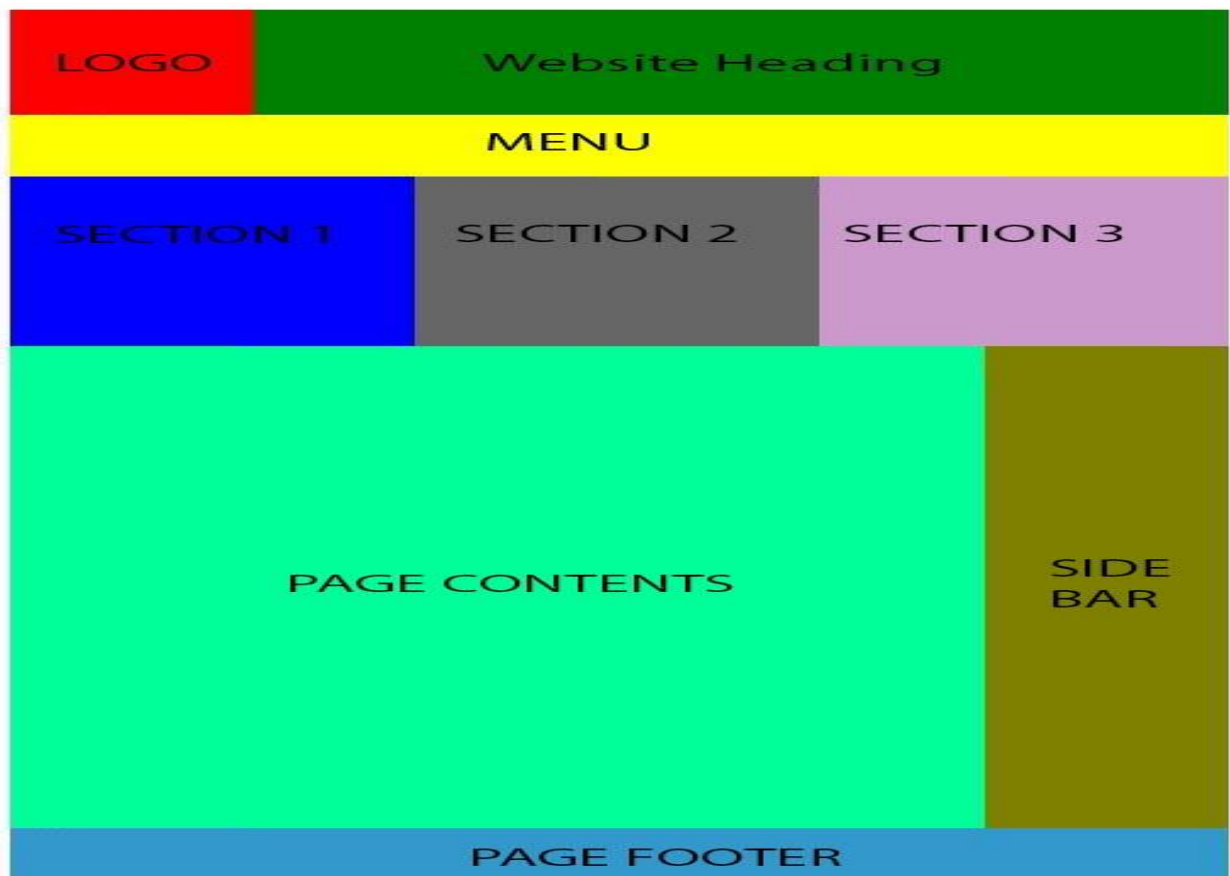 LOGO
Website Heading
MENU
SECTION 1
SECTION 2
SECTION 3
PAGE CONTENTS
SIDE
BAR
PAGE FOOTER